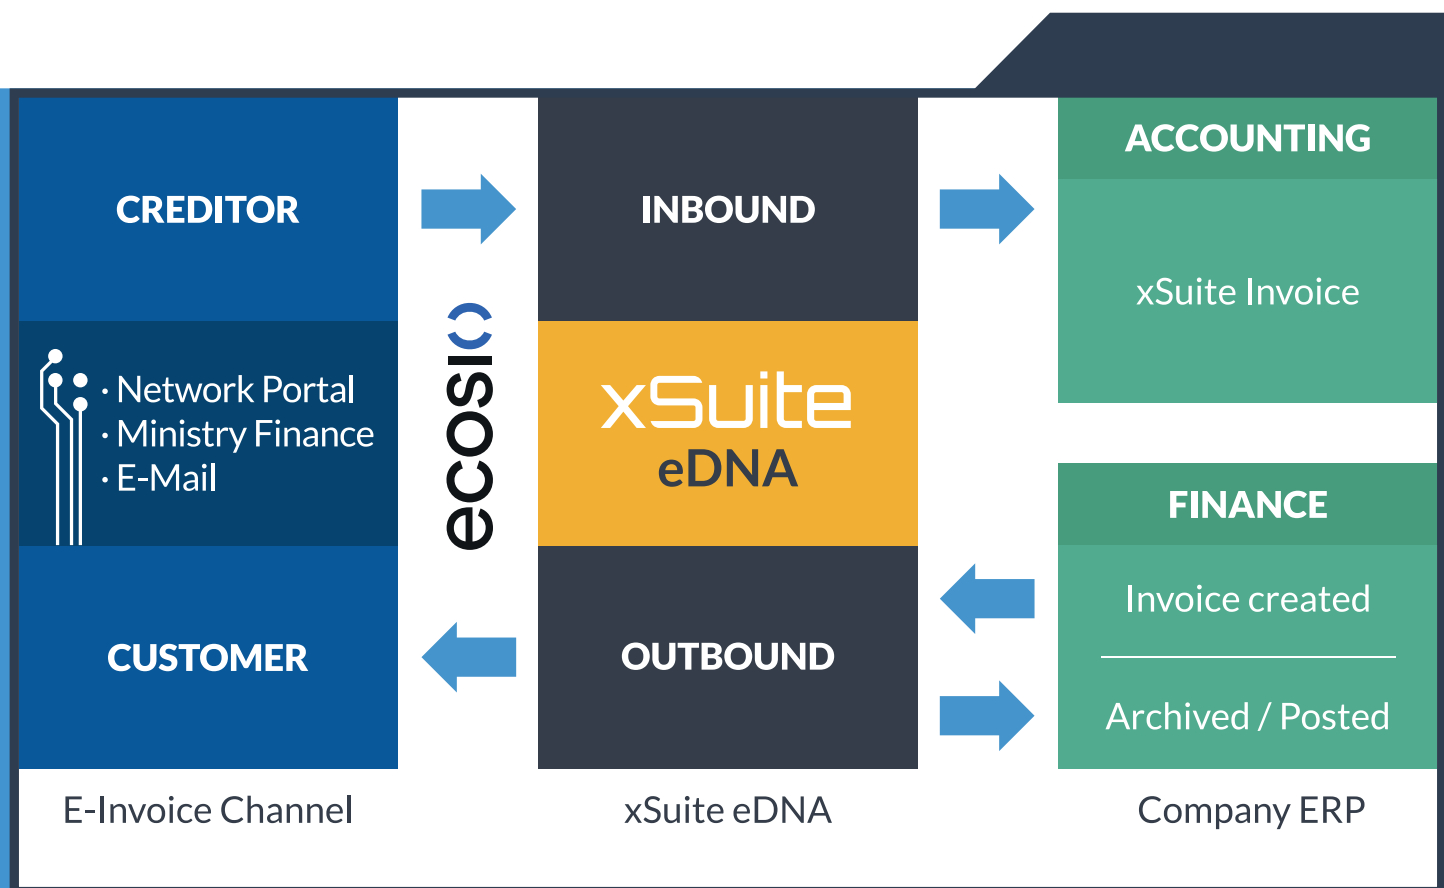 CREDITOR
· Network Portal
· Ministry Finance
· E-Mail
CUSTOMER
E-Invoice Channel
ecosio
INBOUND
xSuite
eDNA
OUTBOUND
xSuite eDNA
ACCOUNTING
xSuite Invoice
FINANCE
Invoice created
Archived / Posted
Company ERP